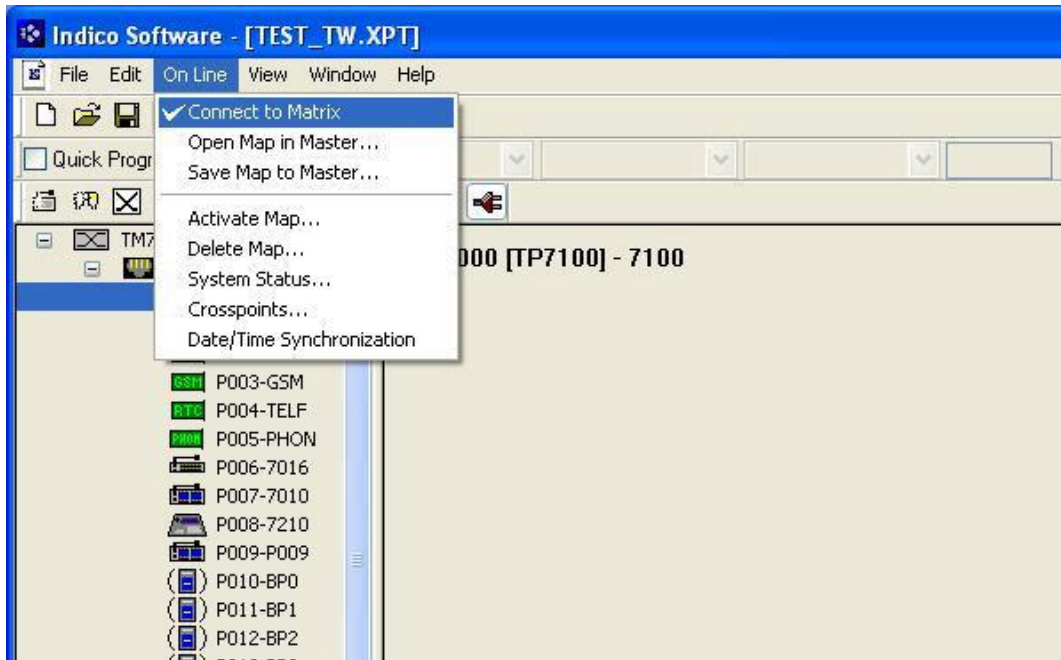 Indico Software - [TEST_TW.XPT]
File Edit On Line View Window Help
Connect to Matrix
Open Map in Master...
Save Map to Master...
Quick Progr
Activate Map...
Delete Map...
System Status...
Crosspoints...
Date/Time Synchronization
TM7
000 [TP7100] - 7100
GSM P003-GSM
RTC P004-TELF
PHON P005-PHON
P006-7016
P007-7010
P008-7210
P009-P009
P010-BP0
P011-BP1
P012-BP2